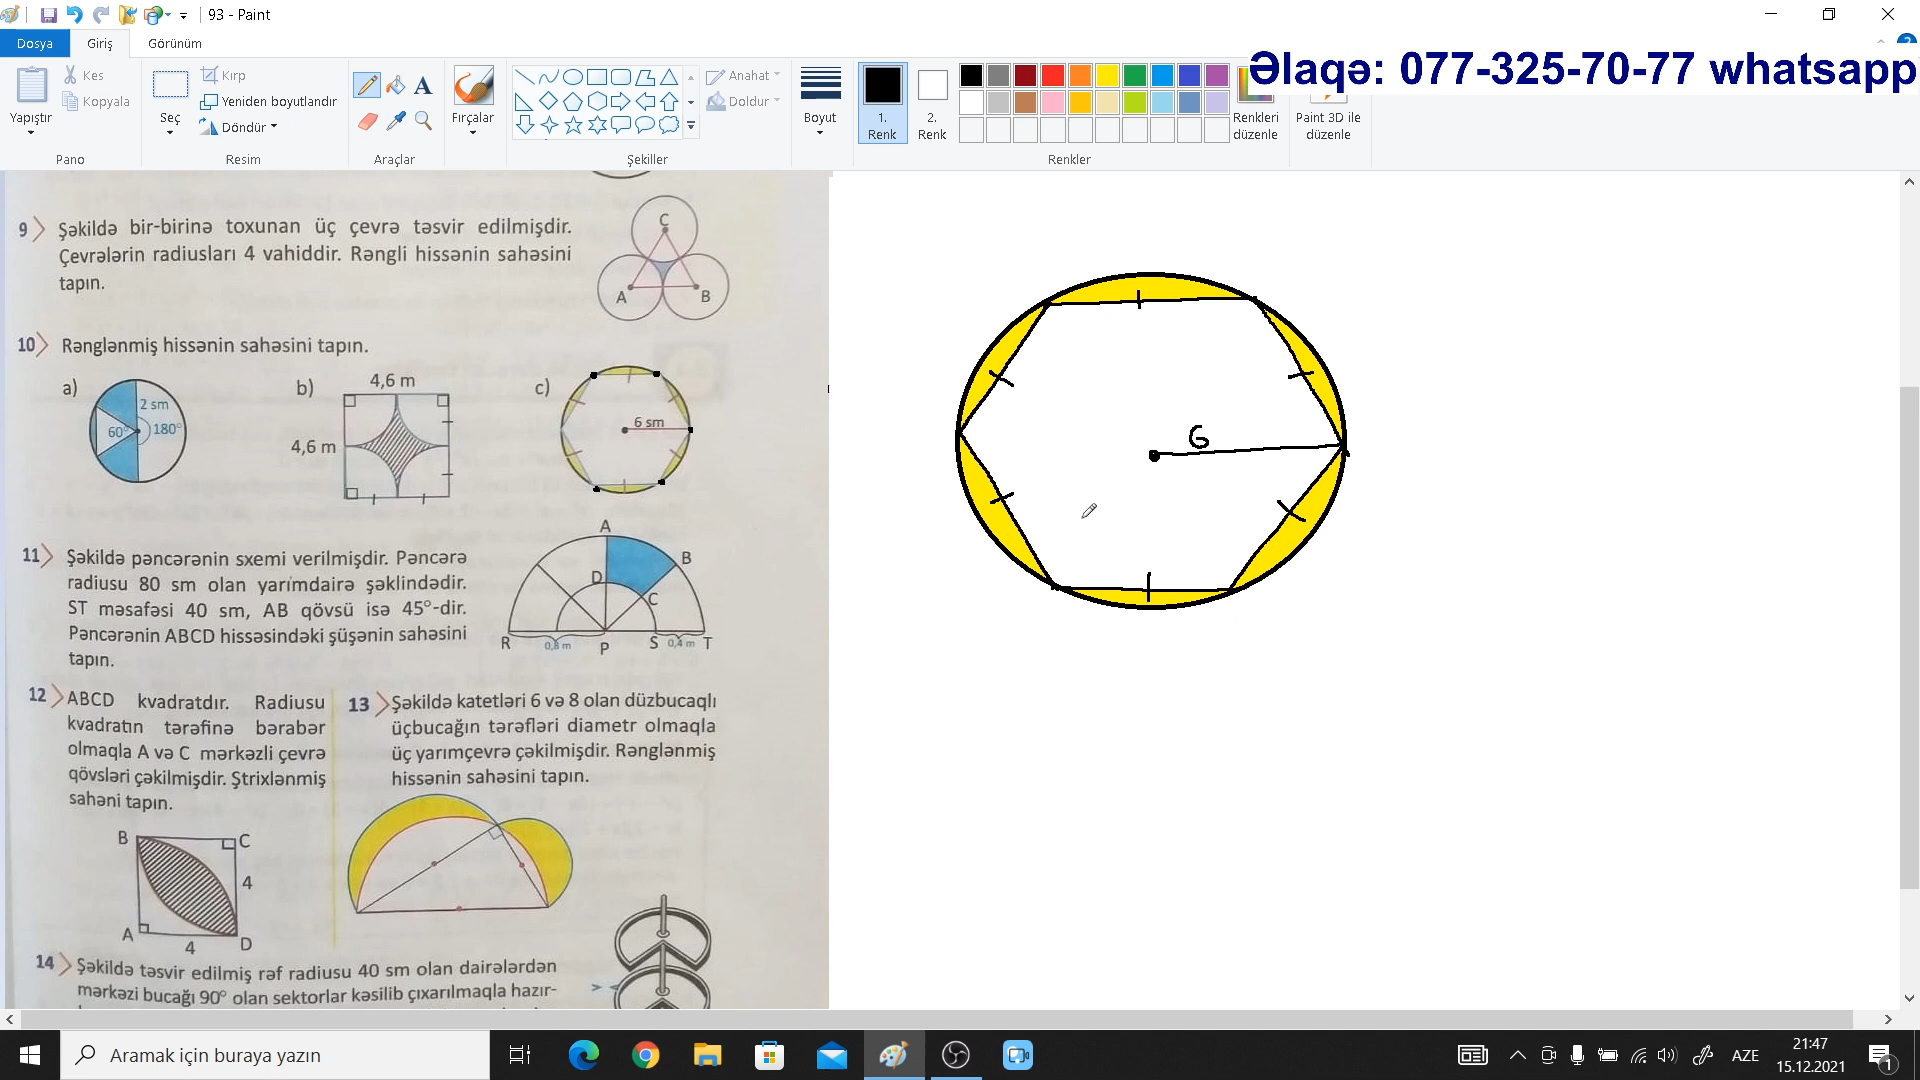 93 - Paint
Dosya
Giriş
Görünüm
Əlaqə: 077-325-70-77 whatsapp
Yapıştır
Kes
Kopyala
Seç
Kırp
Yeniden boyutlandır
Döndür
Fırçalar
Anahat
Doldur
Boyut
1.
Renk
2.
Renk
Renkleri
düzenle
Paint 3D ile
düzenle
Pano
Resim
Araçlar
Şekiller
Renkler
9
Şəkildə bir-birinə toxunan üç çevrə təsvir edilmişdir.
Çevrələrin radiusları 4 vahiddir. Rəngli hissənin sahəsini
tapın.
C
A
B
10
Rənglənmiş hissənin sahəsini tapın.
a)
2 sm
60°
180°
b)
4,6 m
4,6 m
c)
6 sm
6
11
Şəkildə pəncərənin sxemi verilmişdir. Pəncərə
radiusu 80 sm olan yarımdairə şəklindədir.
ST məsafəsi 40 sm, AB qövsü isə 45°-dir.
Pəncərənin ABCD hissəsindəki şüşənin sahəsini
tapın.
A
B
D
C
R
0,8 m
P
S
0,4 m
T
12
ABCD kvadratdır. Radiusu
kvadratın tərəfinə bərabər
olmaqla A və C mərkəzli çevrə
qövsləri çəkilmişdir. Ştrixlənmiş
sahəni tapın.
B
C
4
A
4
D
13
Şəkildə katetləri 6 və 8 olan düzbucaqlı
üçbucağın tərəfləri diametr olmaqla
üç yarımçevrə çəkilmişdir. Rənglənmiş
hissənin sahəsini tapın.
14
Şəkildə təsvir edilmiş rəf radiusu 40 sm olan dairələrdən
mərkəzi bucağı 90° olan sektorlar kəsilib çıxarılmaqla hazır-
Aramak için buraya yazın
AZE
21:47
15.12.2021
1